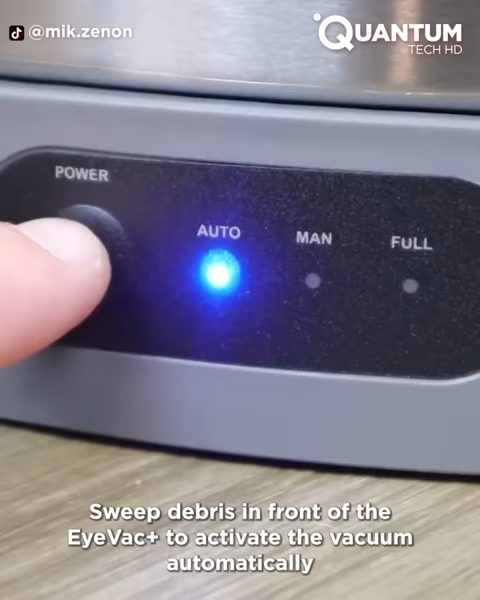 @mik.zenon
QUANTUM
TECH HD
POWER
AUTO
MAN
FULL
Sweep debris in front of the
EyeVac+ to activate the vacuum
automatically